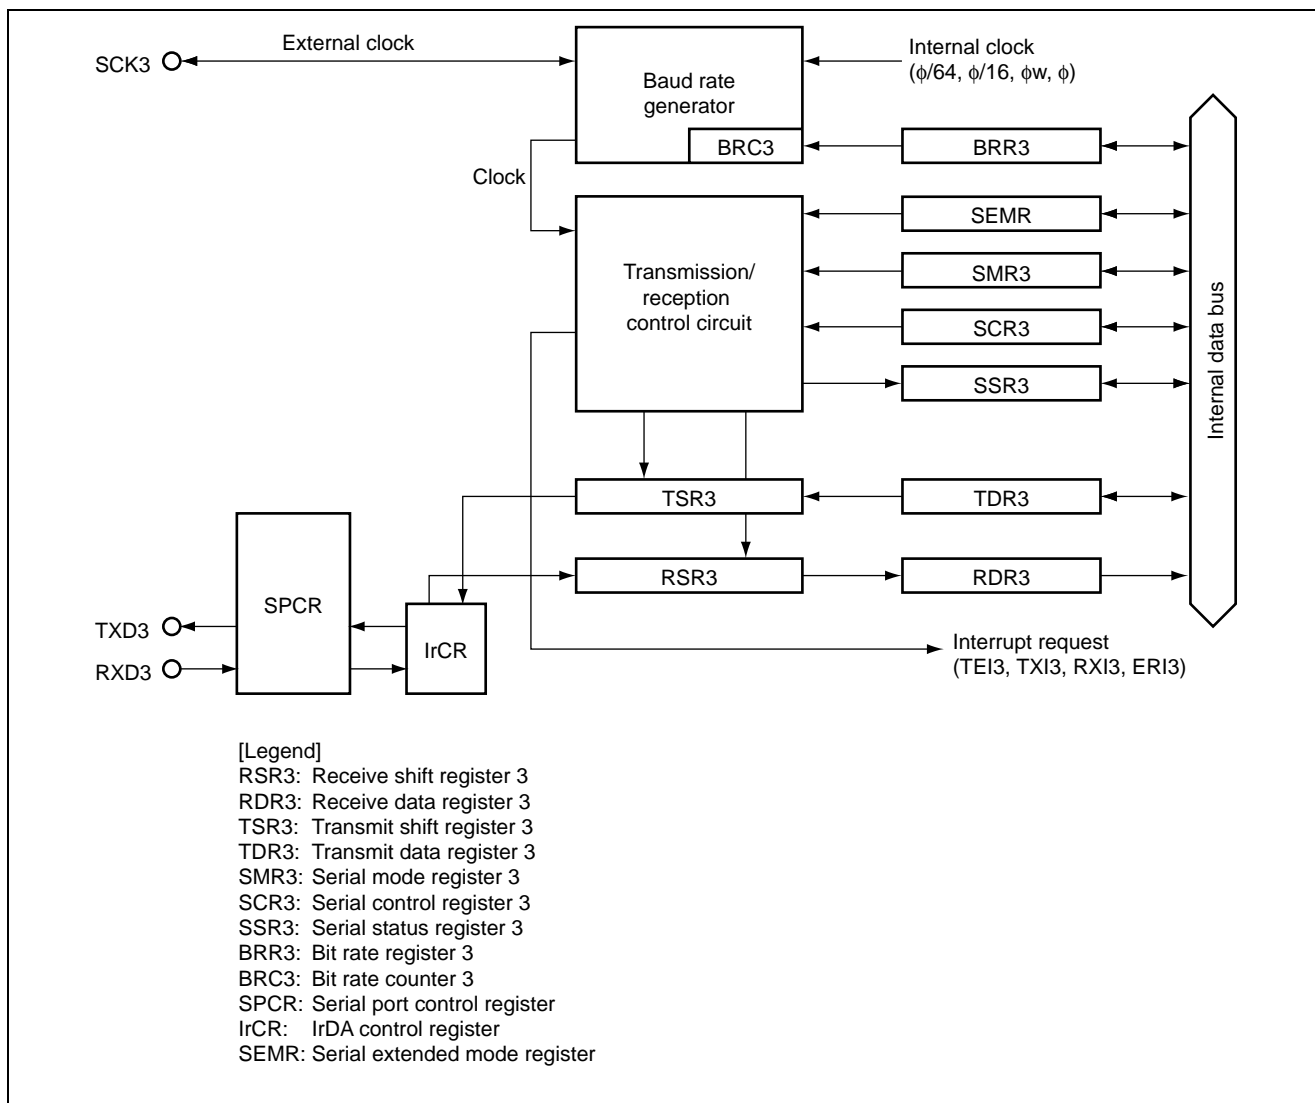 SCK3
External clock
Baud rate
generator
Internal clock
(ϕ/64, ϕ/16, ϕw, ϕ)
BRC3
BRR3
Clock
SEMR
Transmission/
reception
control circuit
SMR3
SCR3
SSR3
Internal data bus
TSR3
TDR3
RSR3
RDR3
SPCR
TXD3
RXD3
IrCR
Interrupt request
(TEI3, TXI3, RXI3, ERI3)
[Legend]
RSR3: Receive shift register 3
RDR3: Receive data register 3
TSR3: Transmit shift register 3
TDR3: Transmit data register 3
SMR3: Serial mode register 3
SCR3: Serial control register 3
SSR3: Serial status register 3
BRR3: Bit rate register 3
BRC3: Bit rate counter 3
SPCR: Serial port control register
IrCR: IrDA control register
SEMR: Serial extended mode register